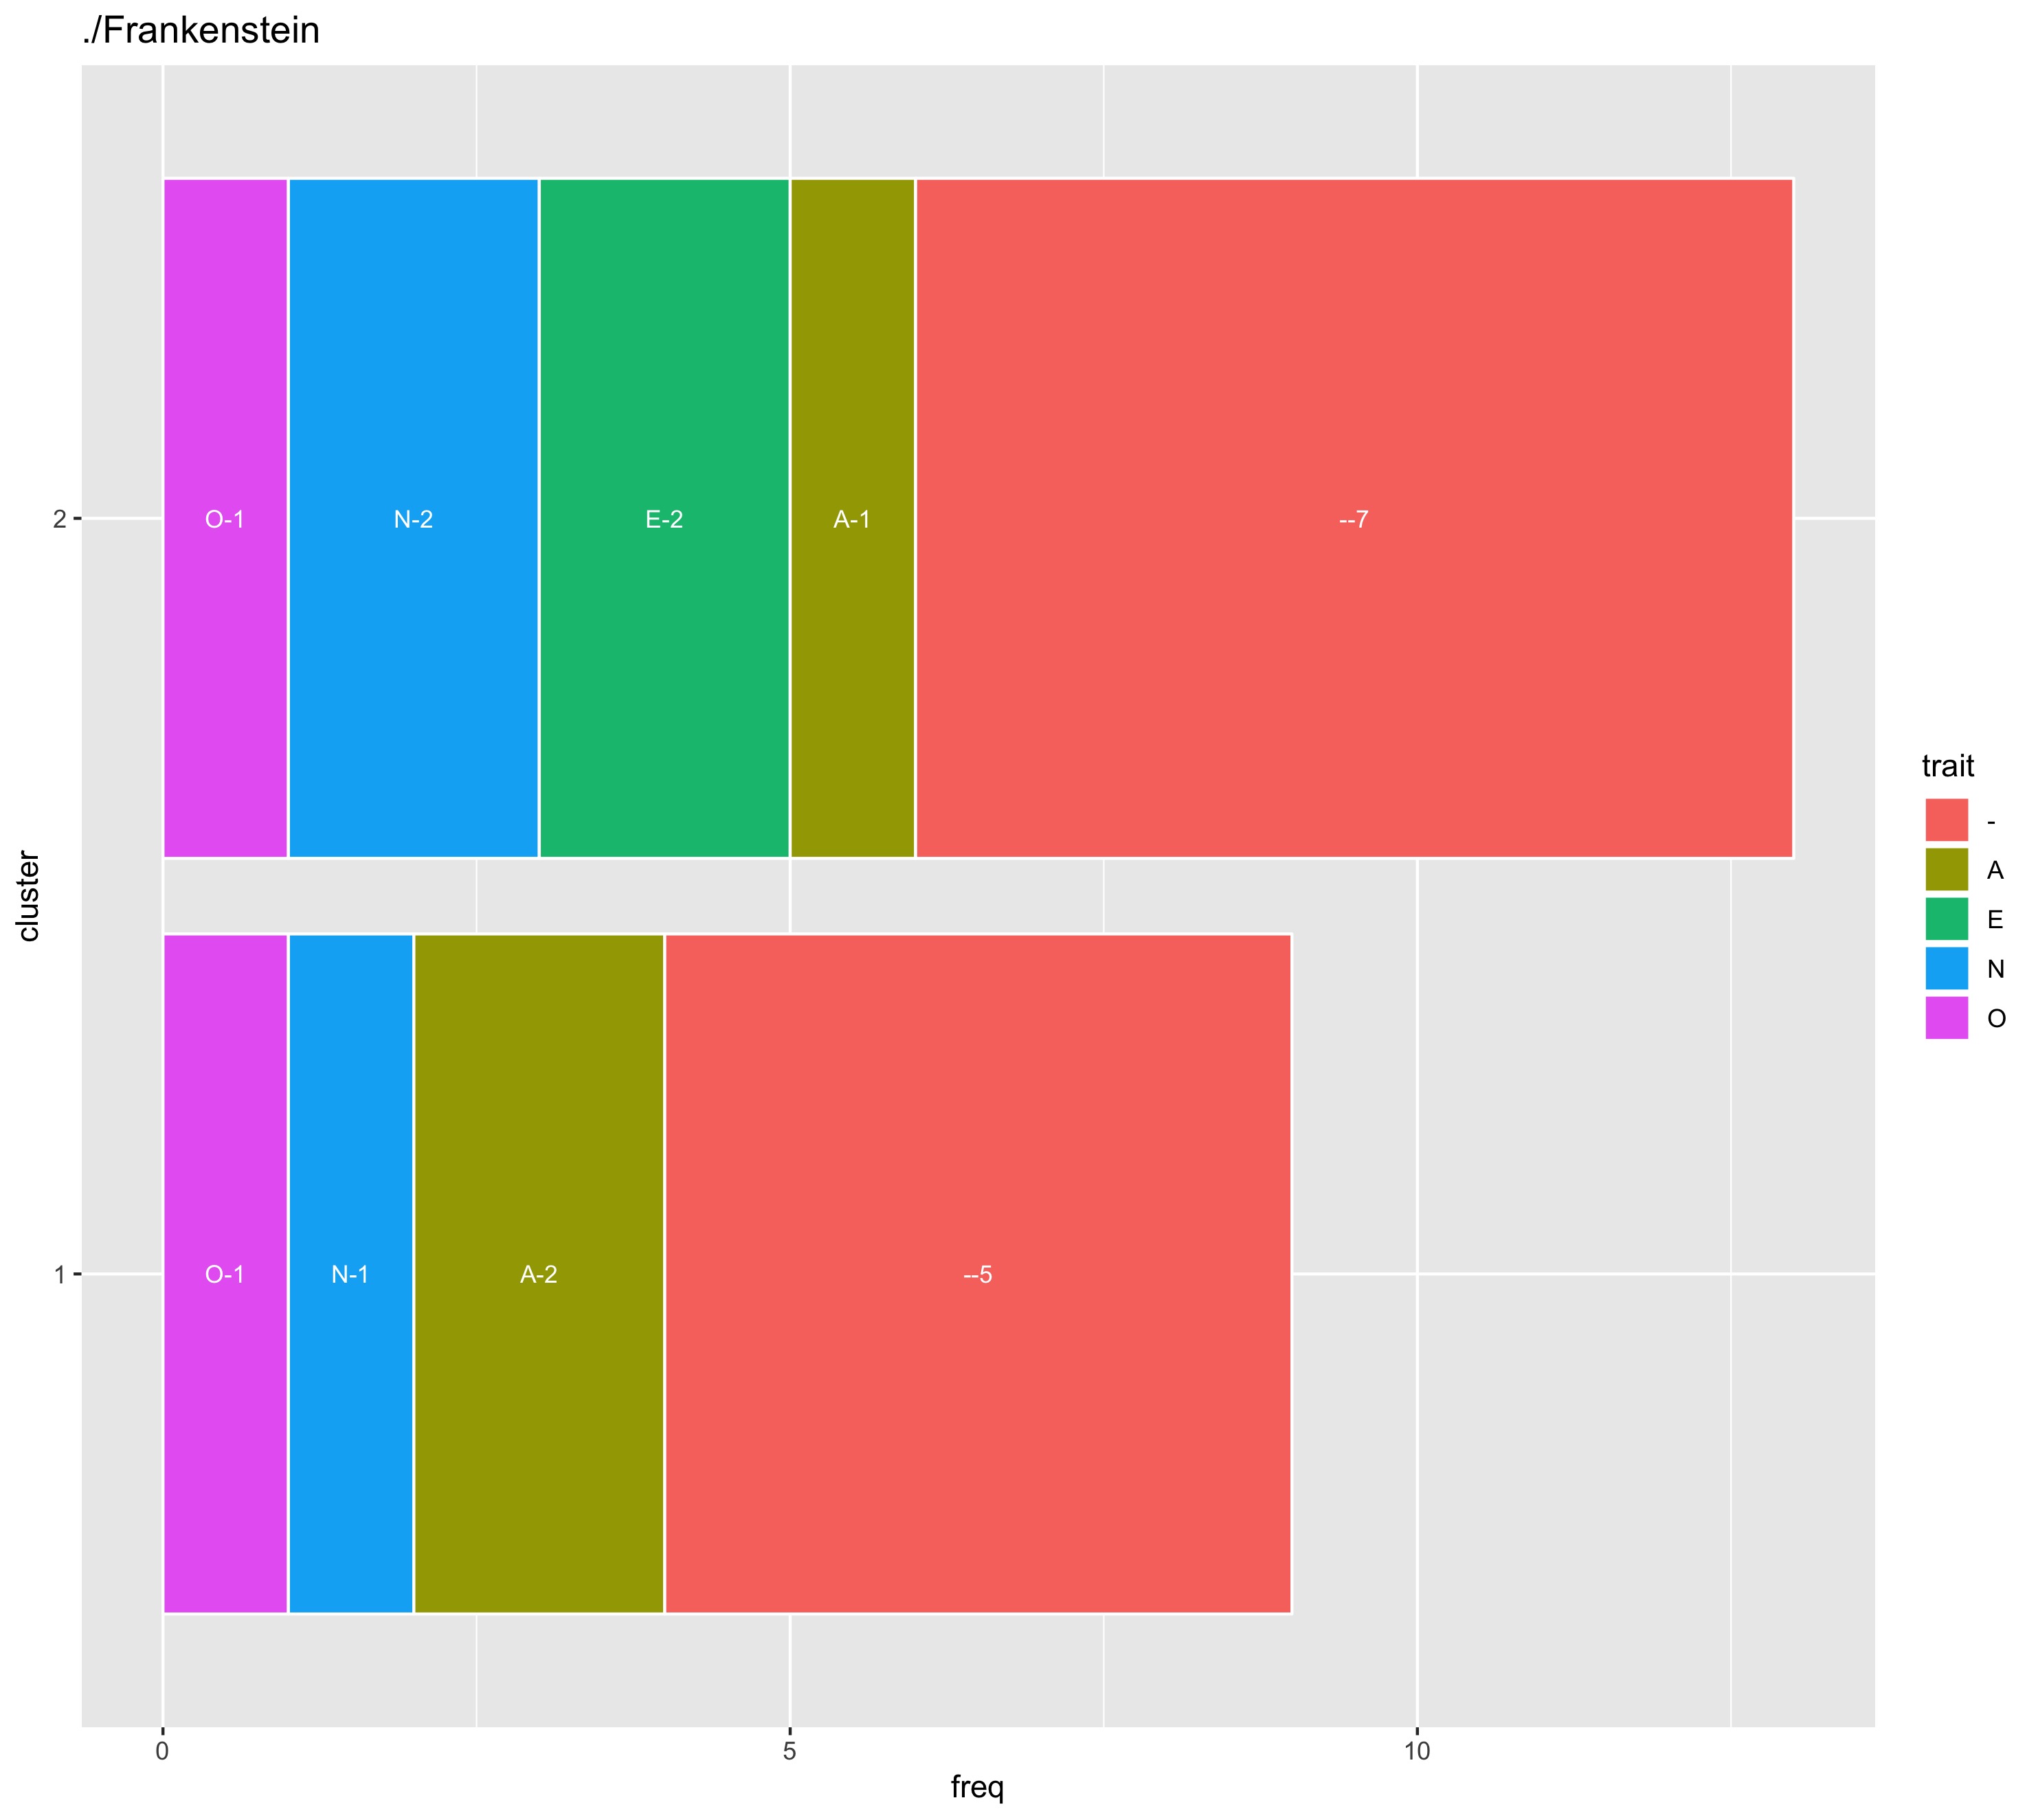 ./Frankenstein
2
O-1
N-2
E-2
A-1
--7
cluster
1
O-1
N-1
A-2
--5
0
5
10
freq
trait
-
A
E
N
O